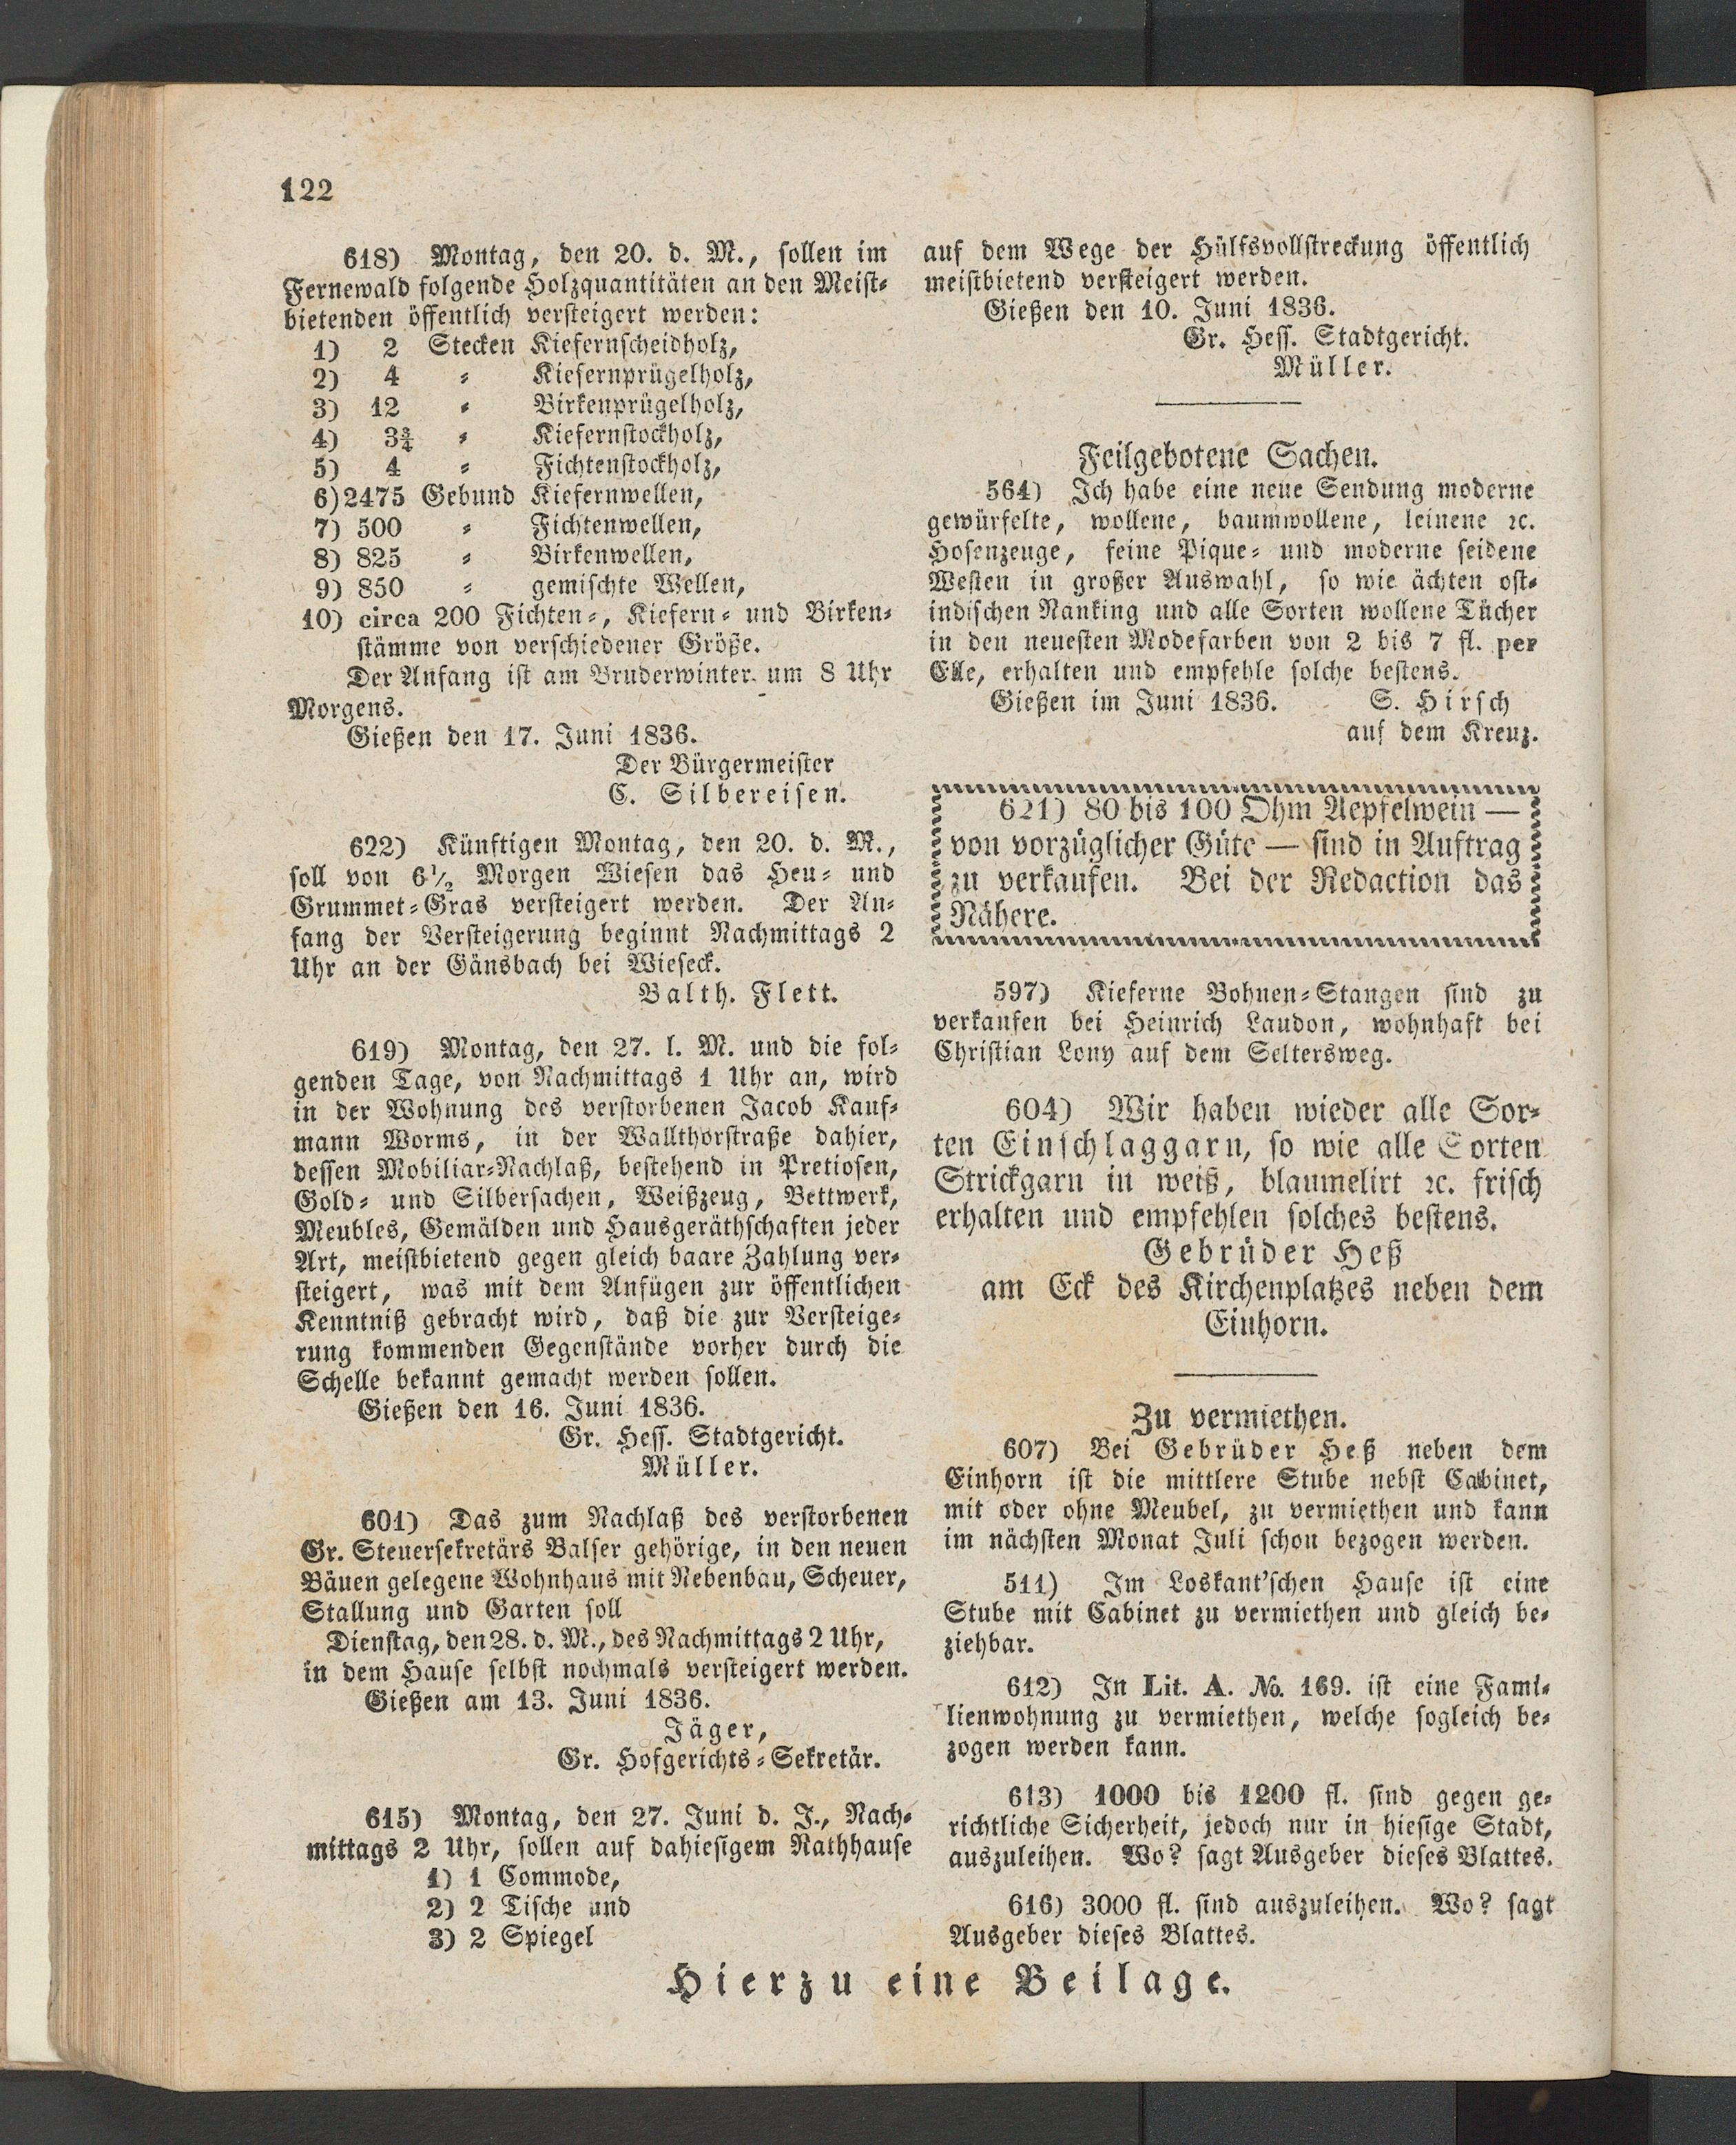 122
618) Montag, den 20. d. M., sollen im
Fernewald folgende Holzquantitäten an den Meist-
bietenden öffentlich versteigert werden:
1) 2 Stecken Kiefernscheidholz,
2) 4 = Kiefernprügelholz,
3) 12 = Birkenprügelholz,
4) 3¾ = Kiefernstockholz,
5) 4 = Fichtenstockholz,
6) 2475 Gebund Kiefernwellen,
7) 500 = Fichtenwellen,
8) 825 = Birkenwellen,
9) 850 = gemischte Wellen,
10) circa 200 Fichten-, Kiefern- und Birken-
stämme von verschiedener Größe.
Der Anfang ist am Bruderwinter um 8 Uhr
Morgens.
Gießen den 17. Juni 1836.
Der Bürgermeister
C. Silbereisen.
622) Künftigen Montag, den 20. d. M.,
soll von 6½ Morgen Wiesen das Heu- und
Grummet-Gras versteigert werden. Der An-
fang der Versteigerung beginnt Nachmittags 2
Uhr an der Gänsbach bei Wieseck.
Balth. Flett.
619) Montag, den 27. l. M. und die fol-
genden Tage, von Nachmittags 1 Uhr an, wird
in der Wohnung des verstorbenen Jacob Kauf-
mann Worms, in der Wallthorstraße dahier,
dessen Mobiliar-Nachlaß, bestehend in Pretiosen,
Gold- und Silbersachen, Weißzeug, Bettwerk,
Meubles, Gemälden und Hausgeräthschaften jeder
Art, meistbietend gegen gleich baare Zahlung ver-
steigert, was mit dem Anfügen zur öffentlichen
Kenntniß gebracht wird, daß die zur Versteige-
rung kommenden Gegenstände vorher durch die
Schelle bekannt gemacht werden sollen.
Gießen den 16. Juni 1836.
Gr. Hess. Stadtgericht.
Müller.
601) Das zum Nachlaß des verstorbenen
Gr. Steuersekretärs Balser gehörige, in den neuen
Bäuen gelegene Wohnhaus mit Nebenbau, Scheuer,
Stallung und Garten soll
Dienstag, den 28. d. M., des Nachmittags 2 Uhr,
in dem Hause selbst nochmals versteigert werden.
Gießen am 13. Juni 1836.
Jäger,
Gr. Hofgerichts-Sekretär.
615) Montag, den 27. Juni d. J., Nach-
mittags 2 Uhr, sollen auf dahiesigem Rathhause
1) 1 Commode,
2) 2 Tische und
3) 2 Spiegel
auf dem Wege der Hülfsvollstreckung öffentlich
meistbietend versteigert werden.
Gießen den 10. Juni 1836.
Gr. Hess. Stadtgericht.
Müller.
Feilgebotene Sachen.
564) Ich habe eine neue Sendung moderne
gewürfelte, wollene, baumwollene, leinene ꝛc.
Hosenzeuge, feine Pique- und moderne seidene
Westen in großer Auswahl, so wie ächten ost-
indischen Nanking und alle Sorten wollene Tücher
in den neuesten Modefarben von 2 bis 7 fl. per
Elle, erhalten und empfehle solche bestens.
Gießen im Juni 1836. S. Hirsch
auf dem Kreuz.
621) 80 bis 100 Ohm Aepfelwein —
von vorzüglicher Güte — sind in Auftrag
zu verkaufen. Bei der Redaction das
Nähere.
597) Kieferne Bohnen-Stangen sind zu
verkaufen bei Heinrich Laudon, wohnhaft bei
Christian Lony auf dem Seltersweg.
604) Wir haben wieder alle Sor-
ten Einschlaggarn, so wie alle Sorten
Strickgarn in weiß, blaumelirt ꝛc. frisch
erhalten und empfehlen solches bestens.
Gebrüder Heß
am Eck des Kirchenplatzes neben dem
Einhorn.
Zu vermiethen.
607) Bei Gebrüder Heß neben dem
Einhorn ist die mittlere Stube nebst Cabinet,
mit oder ohne Meubel, zu vermiethen und kann
im nächsten Monat Juli schon bezogen werden.
511) Im Loskant'schen Hause ist eine
Stube mit Cabinet zu vermiethen und gleich be-
ziehbar.
612) In Lit. A. No. 169. ist eine Fami-
lienwohnung zu vermiethen, welche sogleich be-
zogen werden kann.
613) 1000 bis 1200 fl. sind gegen ge-
richtliche Sicherheit, jedoch nur in hiesige Stadt,
auszuleihen. Wo? sagt Ausgeber dieses Blattes.
616) 3000 fl. sind auszuleihen. Wo? sagt
Ausgeber dieses Blattes.
Hierzu eine Beilage.